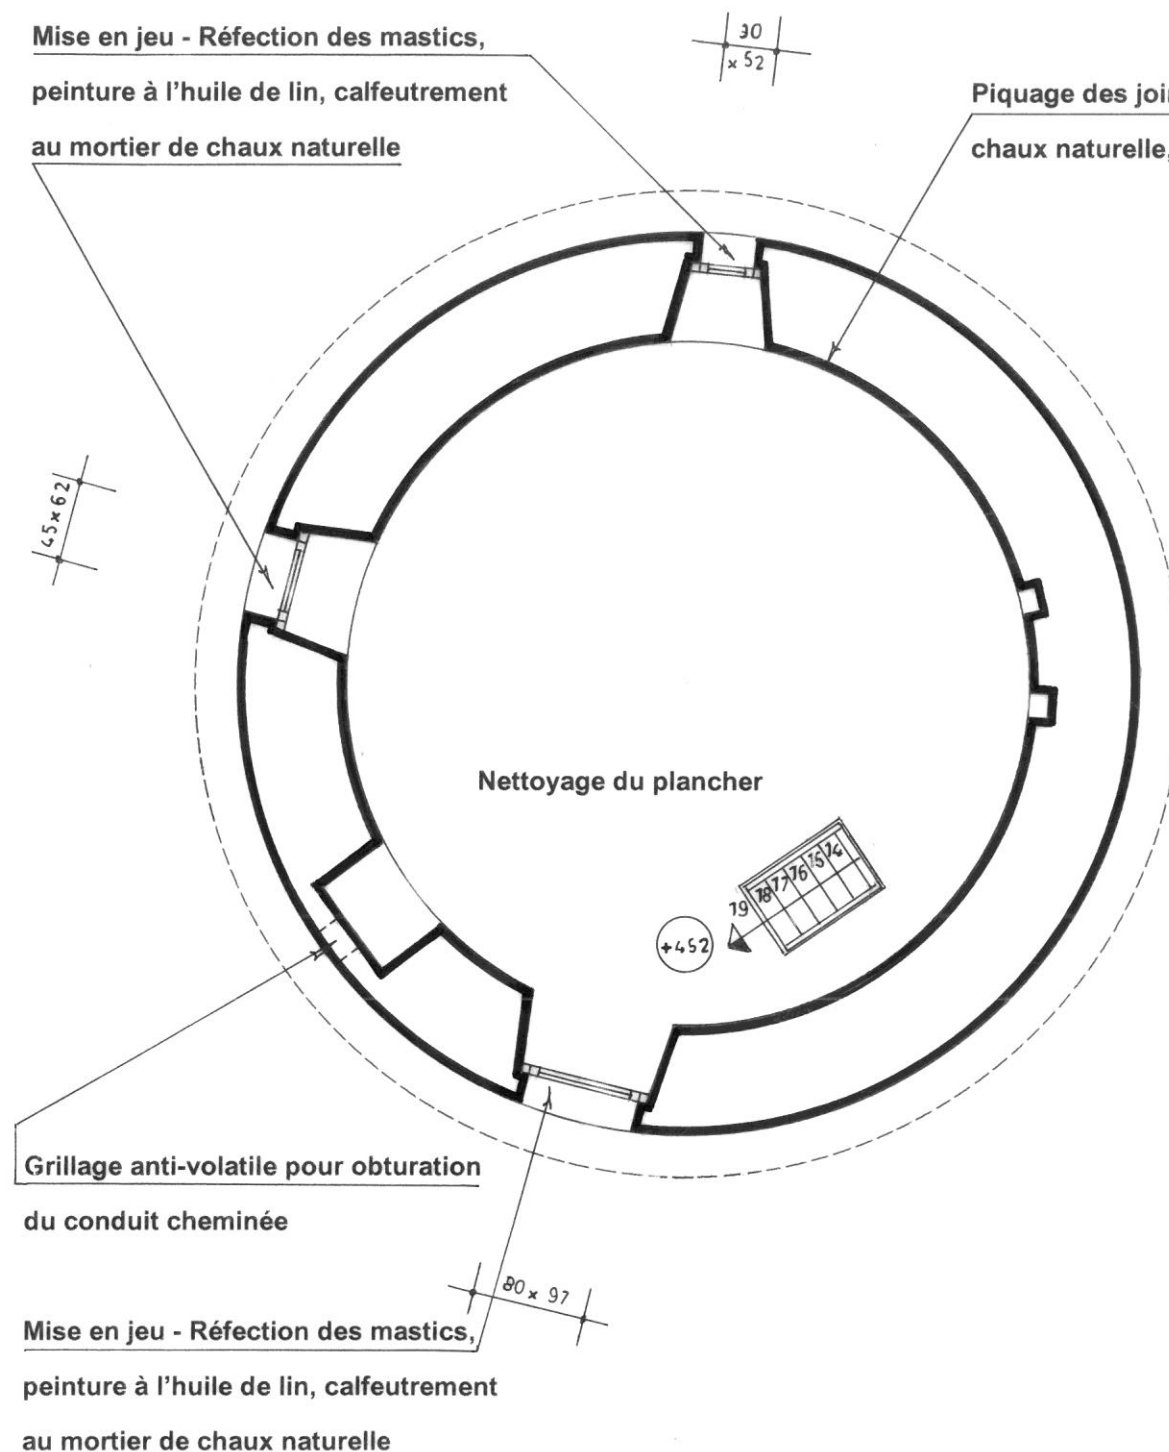 Mise en jeu - Réfection des mastics,
peinture à l'huile de lin, calfeutrement
au mortier de chaux naturelle
30
x 52
Piquage des
chaux naturelle,
45 x 62
Nettoyage du plancher
19 18 17 16 15 14
+452
Grillage anti-volatile pour obturation
du conduit cheminée
80 x 97
Mise en jeu - Réfection des mastics,
peinture à l'huile de lin, calfeutrement
au mortier de chaux naturelle